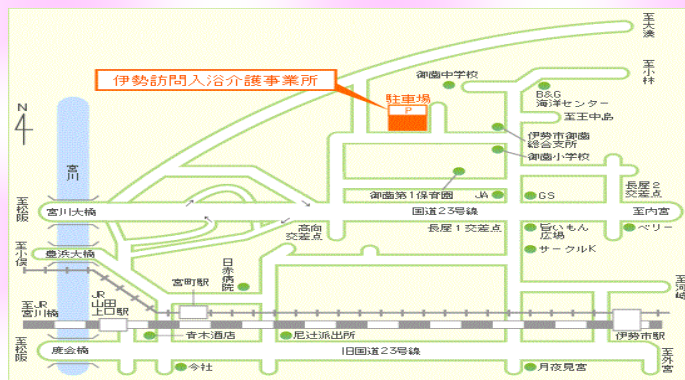 至大湊
伊勢訪問入浴介護事業所
御薗中学校
至小林
駐車場
P
B&G
海洋センター
至王中島
N
伊勢市御薗
総合支所
御薗小学校
宮川
御薗第1保育園
JA
GS
長屋2
交差点
至松阪
宮川大橋
国道23号線
至内宮
高向
交差点
長屋1交差点
旨いもん
広場
ベリー
至小俣
豊浜大橋
日赤病院
サークルK
宮町駅
至河崎
至JR
宮川橋
JR
山田
上口駅
青木酒店
尼辻派出所
伊勢市駅
至松阪
度会橋
旧国道23号線
至外宮
今社
月夜見宮